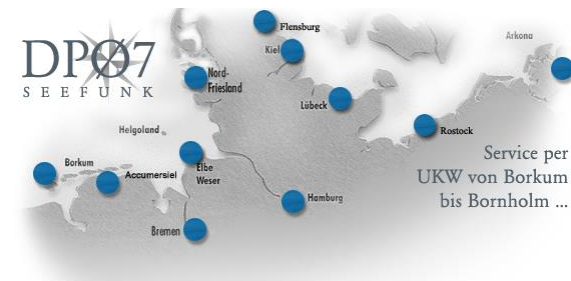 DPØ7
SEEFUNK
Flensburg
Kiel
Arkona
Nord-
Friesland
Lübeck
Helgoland
Rostock
Borkum
Accumersiel
Elbe
Weser
Hamburg
Bremen
Service per
UKW von Borkum
bis Bornholm ...